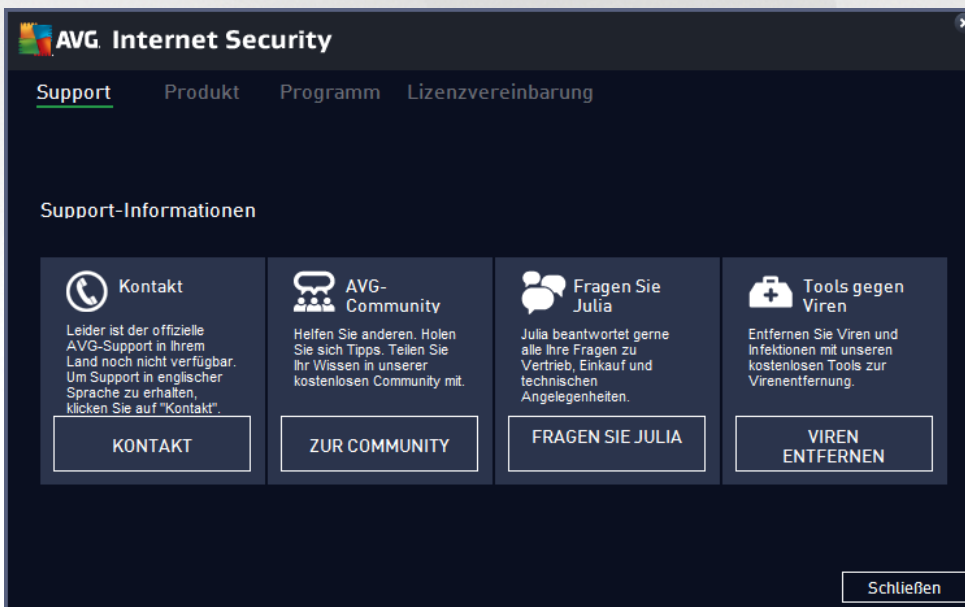 AVG. Internet Security
Support Produkt Programm Lizenzvereinbarung
Support-Informationen
Kontakt
Leider ist der offizielle
AVG-Support in Ihrem
Land noch nicht verfügbar.
Um Support in englischer
Sprache zu erhalten,
klicken Sie auf "Kontakt".
KONTAKT
AVG-
Community
Helfen Sie anderen. Holen
Sie sich Tipps. Teilen Sie
Ihr Wissen in unserer
kostenlosen Community mit.
ZUR COMMUNITY
Fragen Sie
Julia
Julia beantwortet gerne
alle Ihre Fragen zu
Vertrieb, Einkauf und
technischen
Angelegenheiten.
FRAGEN SIE JULIA
Tools gegen
Viren
Entfernen Sie Viren und
Infektionen mit unseren
kostenlosen Tools zur
Virenentfernung.
VIREN
ENTFERNEN
Schließen